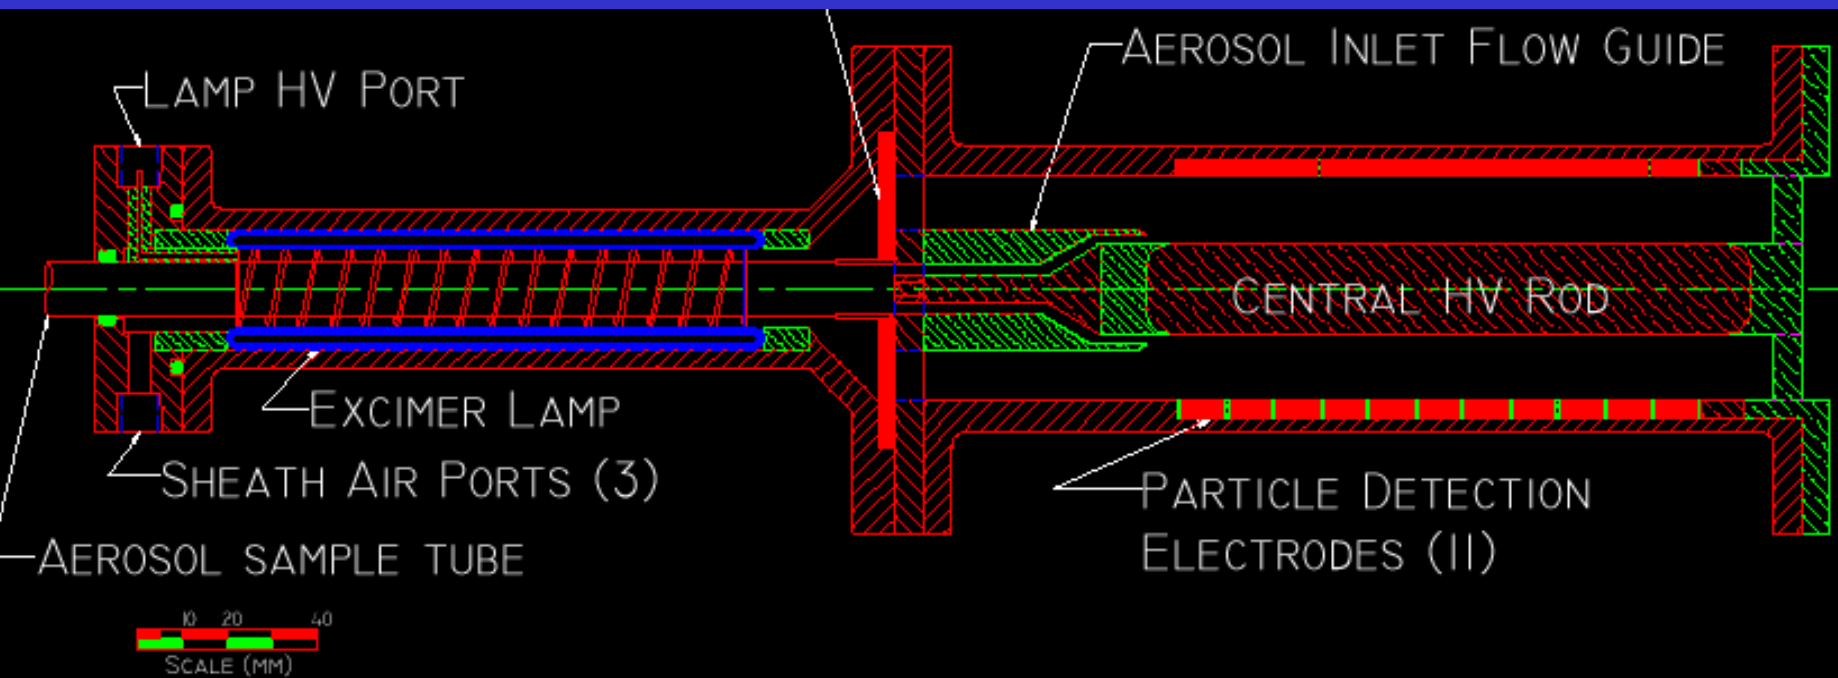 Aerosol Inlet Flow Guide
Lamp HV Port
Central HV Rod
Excimer Lamp
Sheath Air Ports (3)
Particle Detection
Electrodes (11)
Aerosol sample tube
10 20 40
Scale (mm)